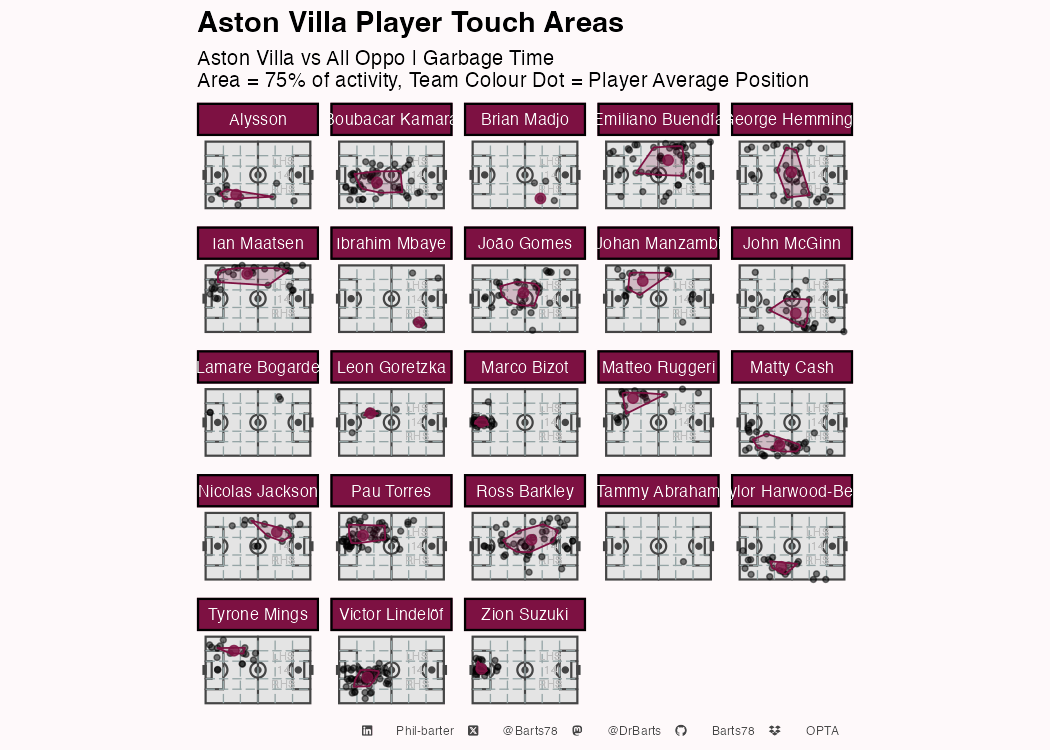 Aston Villa Player Touch Areas
Aston Villa vs All Oppo I Garbage Time
Area = 75% of activity, Team Colour Dot = Player Average Position
Alysson
Boubacar Kamara
Brian Madjo
Emiliano Buendía
George Hemming
Ian Maatsen
Ibrahim Mbaye
João Gomes
Johan Manzambi
John McGinn
Lamare Bogarde
Leon Goretzka
Marco Bizot
Matteo Ruggeri
Matty Cash
Nicolas Jackson
Pau Torres
Ross Barkley
Tammy Abraham
ylor Harwood-Be
Tyrone Mings
Victor Lindelöf
Zion Suzuki
Phil-barter @Barts78 @DrBarts Barts78 OPTA